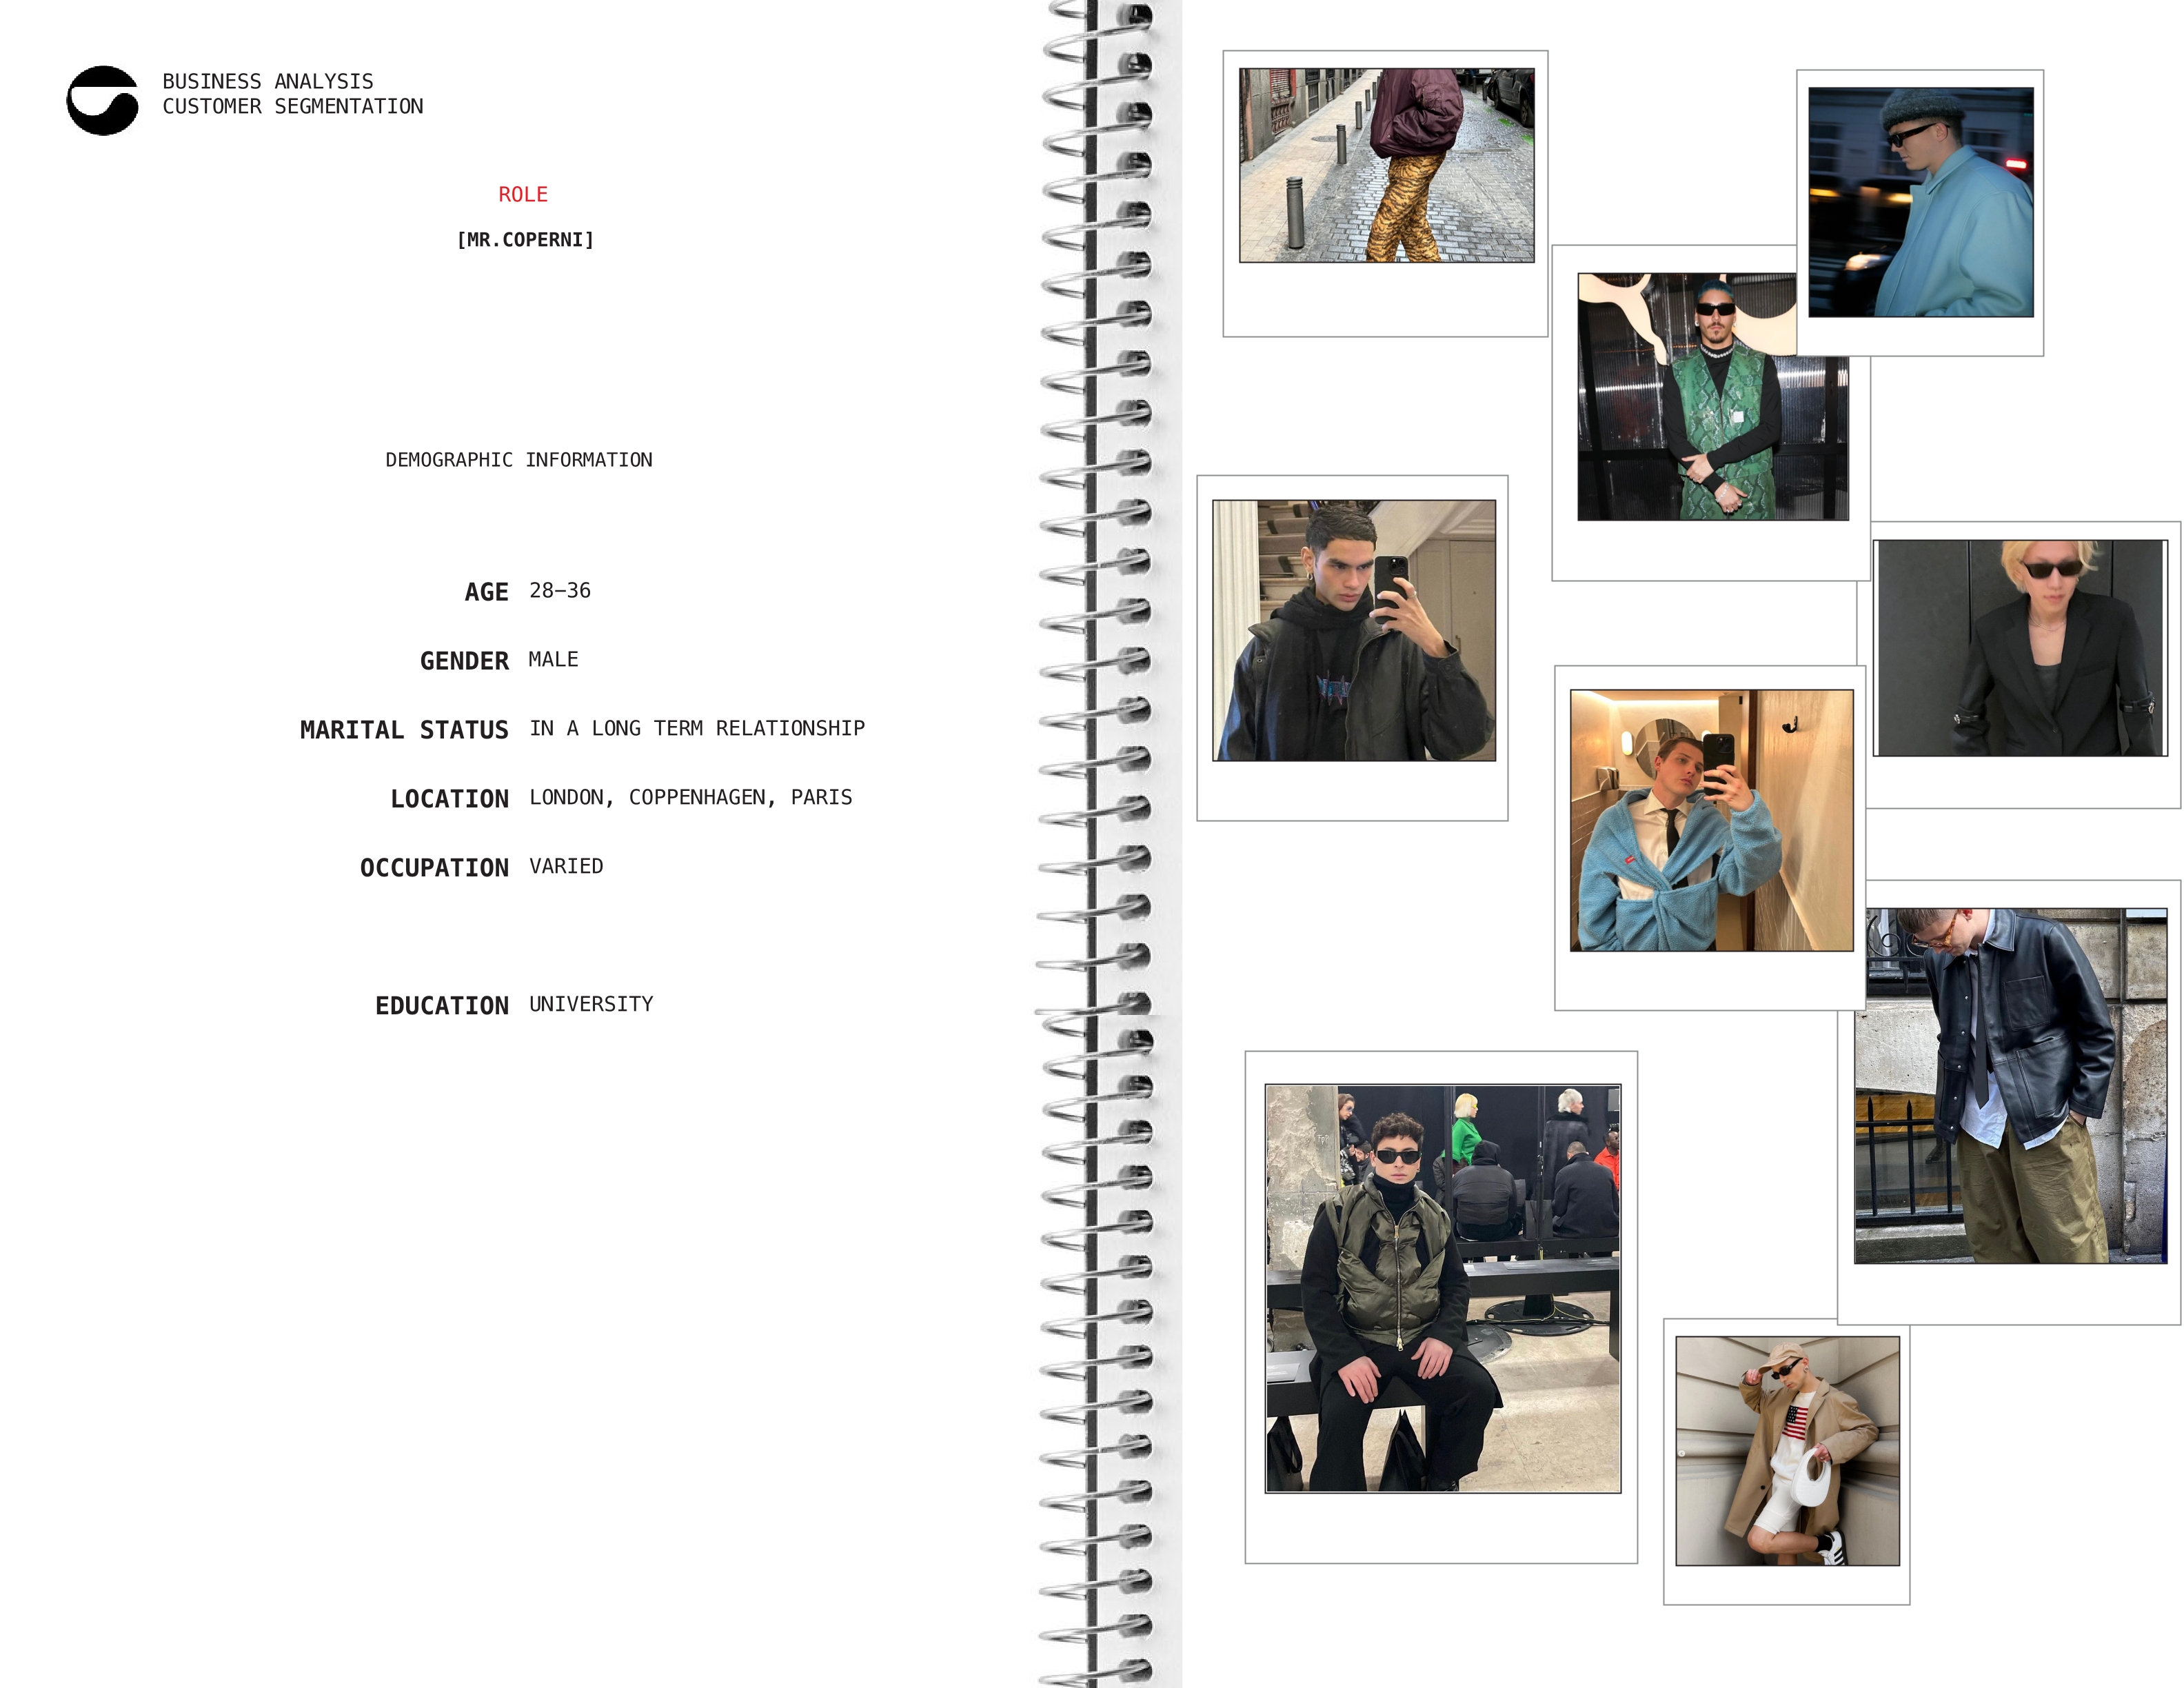 BUSINESS ANALYSIS
CUSTOMER SEGMENTATION
ROLE
[MR.COPERNI]
DEMOGRAPHIC INFORMATION
AGE 28–36
GENDER MALE
MARITAL STATUS IN A LONG TERM RELATIONSHIP
LOCATION LONDON, COPPENHAGEN, PARIS
OCCUPATION VARIED
EDUCATION UNIVERSITY